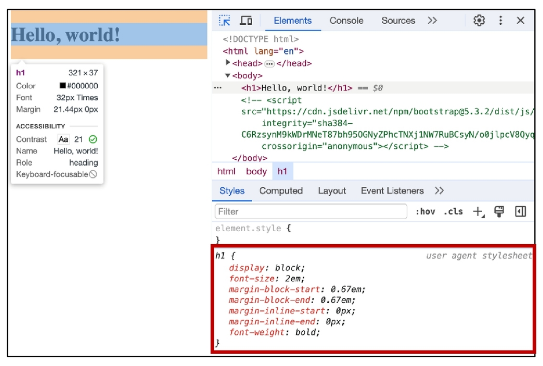 Hello, world!
h1 321 × 37
Color #000000
Font 32px Times
Margin 21.44px 0px
ACCESSIBILITY
Contrast Aa 21
Name Hello, world!
Role heading
Keyboard-focusable
Elements Console Sources
<!DOCTYPE html>
<html lang="en">
<head> … </head>
<body>
… <h1>Hello, world!</h1> == $0
<!-- <script
src="https://cdn.jsdelivr.net/npm/bootstrap@5.3.2/dist/js/
integrity="sha384-
crossorigin="anonymous"></script> -->
</body>
html body h1
Styles Computed Layout Event Listeners
Filter :hov .cls
element.style {
}
h1 { user agent stylesheet
display: block;
font-size: 2em;
margin-block-start: 0.67em;
margin-block-end: 0.67em;
margin-inline-start: 0px;
margin-inline-end: 0px;
font-weight: bold;
}